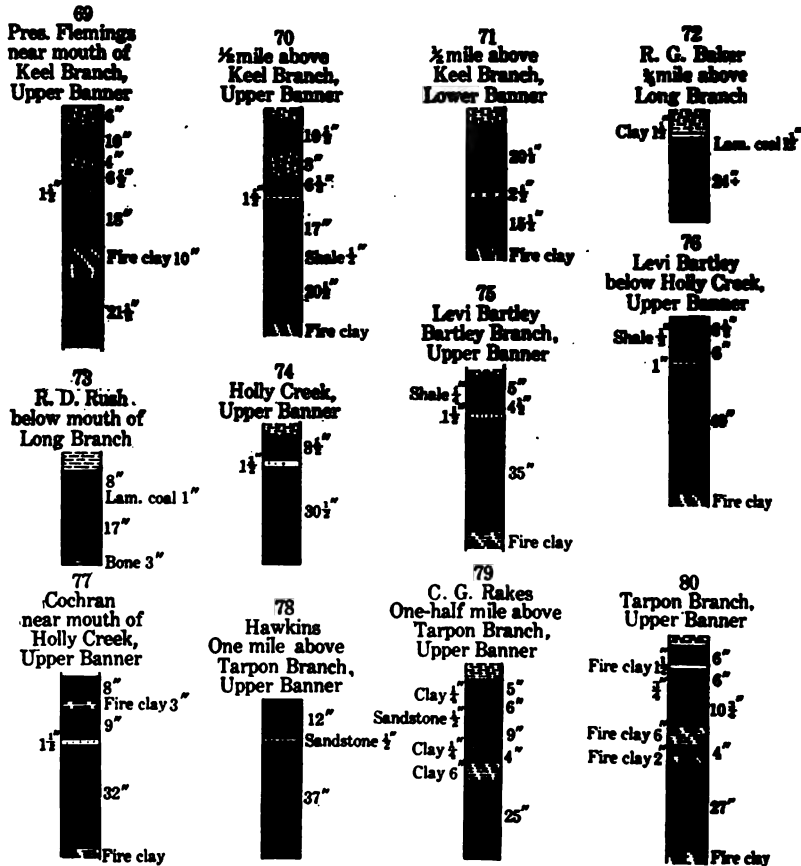 69
Pres. Flemings
near mouth of
Keel Branch,
Upper Banner
6"
16"
4"
6½"
1½"
18"
Fire clay 10"
21½"
70
½ mile above
Keel Branch,
Upper Banner
19½"
3"
6½"
1½"
17"
Shale ½"
20½"
Fire clay
71
½ mile above
Keel Branch,
Lower Banner
20½"
2½"
15½"
Fire clay
72
R. G. Baker
mile above
Long Branch
Clay 1½"
Lam. coal
24"+
73
R. D. Rush
below mouth of
Long Branch
8"
Lam. coal 1"
17"
Bone 3"
74
Holly Creek,
Upper Banner
8½"
1½"
30½"
75
Levi Bartley
Bartley Branch,
Upper Banner
Shale
5"
4½"
1½"
35"
Fire clay
76
Levi Bartley
below Holly Creek,
Upper Banner
Shale ½"
6½"
6"
1"
Fire clay
77
Cochran
near mouth of
Holly Creek,
Upper Banner
8"
Fire clay 3"
9"
1½"
32"
Fire clay
78
Hawkins
One mile above
Tarpon Branch,
Upper Banner
12"
Sandstone ½"
37"
79
C. G. Rakes
One-half mile above
Tarpon Branch,
Upper Banner
Clay ¼"
5"
6"
Sandstone ½"
9"
Clay ¼"
4"
Clay 6"
25"
80
Tarpon Branch,
Upper Banner
6"
Fire clay 1½"
6"
10¾"
Fire clay 6"
4"
Fire clay 2"
27"
Fire clay